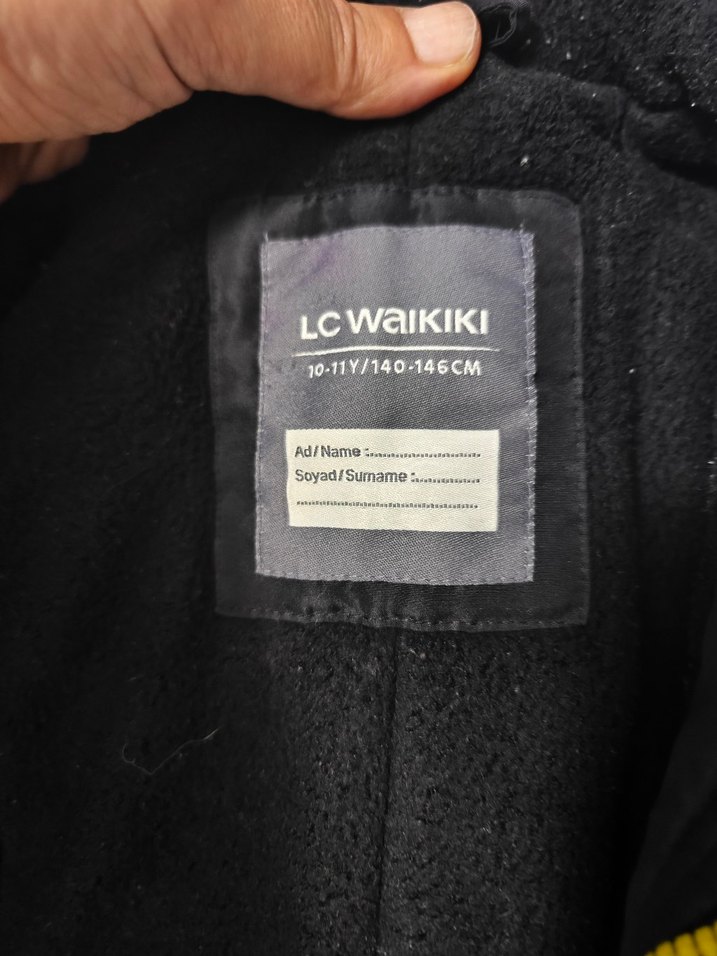 LC WAIKIKI
10-11Y/140-146CM
Ad/Name :
Soyad/Surname :